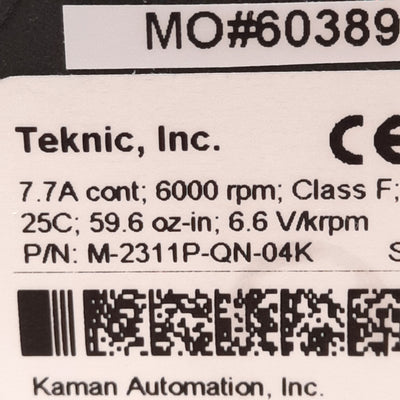 MO#60389
Teknic, Inc. CE
7.7A cont; 6000 rpm; Class F;
25C; 59.6 oz-in; 6.6 V/krpm
P/N: M-2311P-QN-04K S
Kaman Automation, Inc.